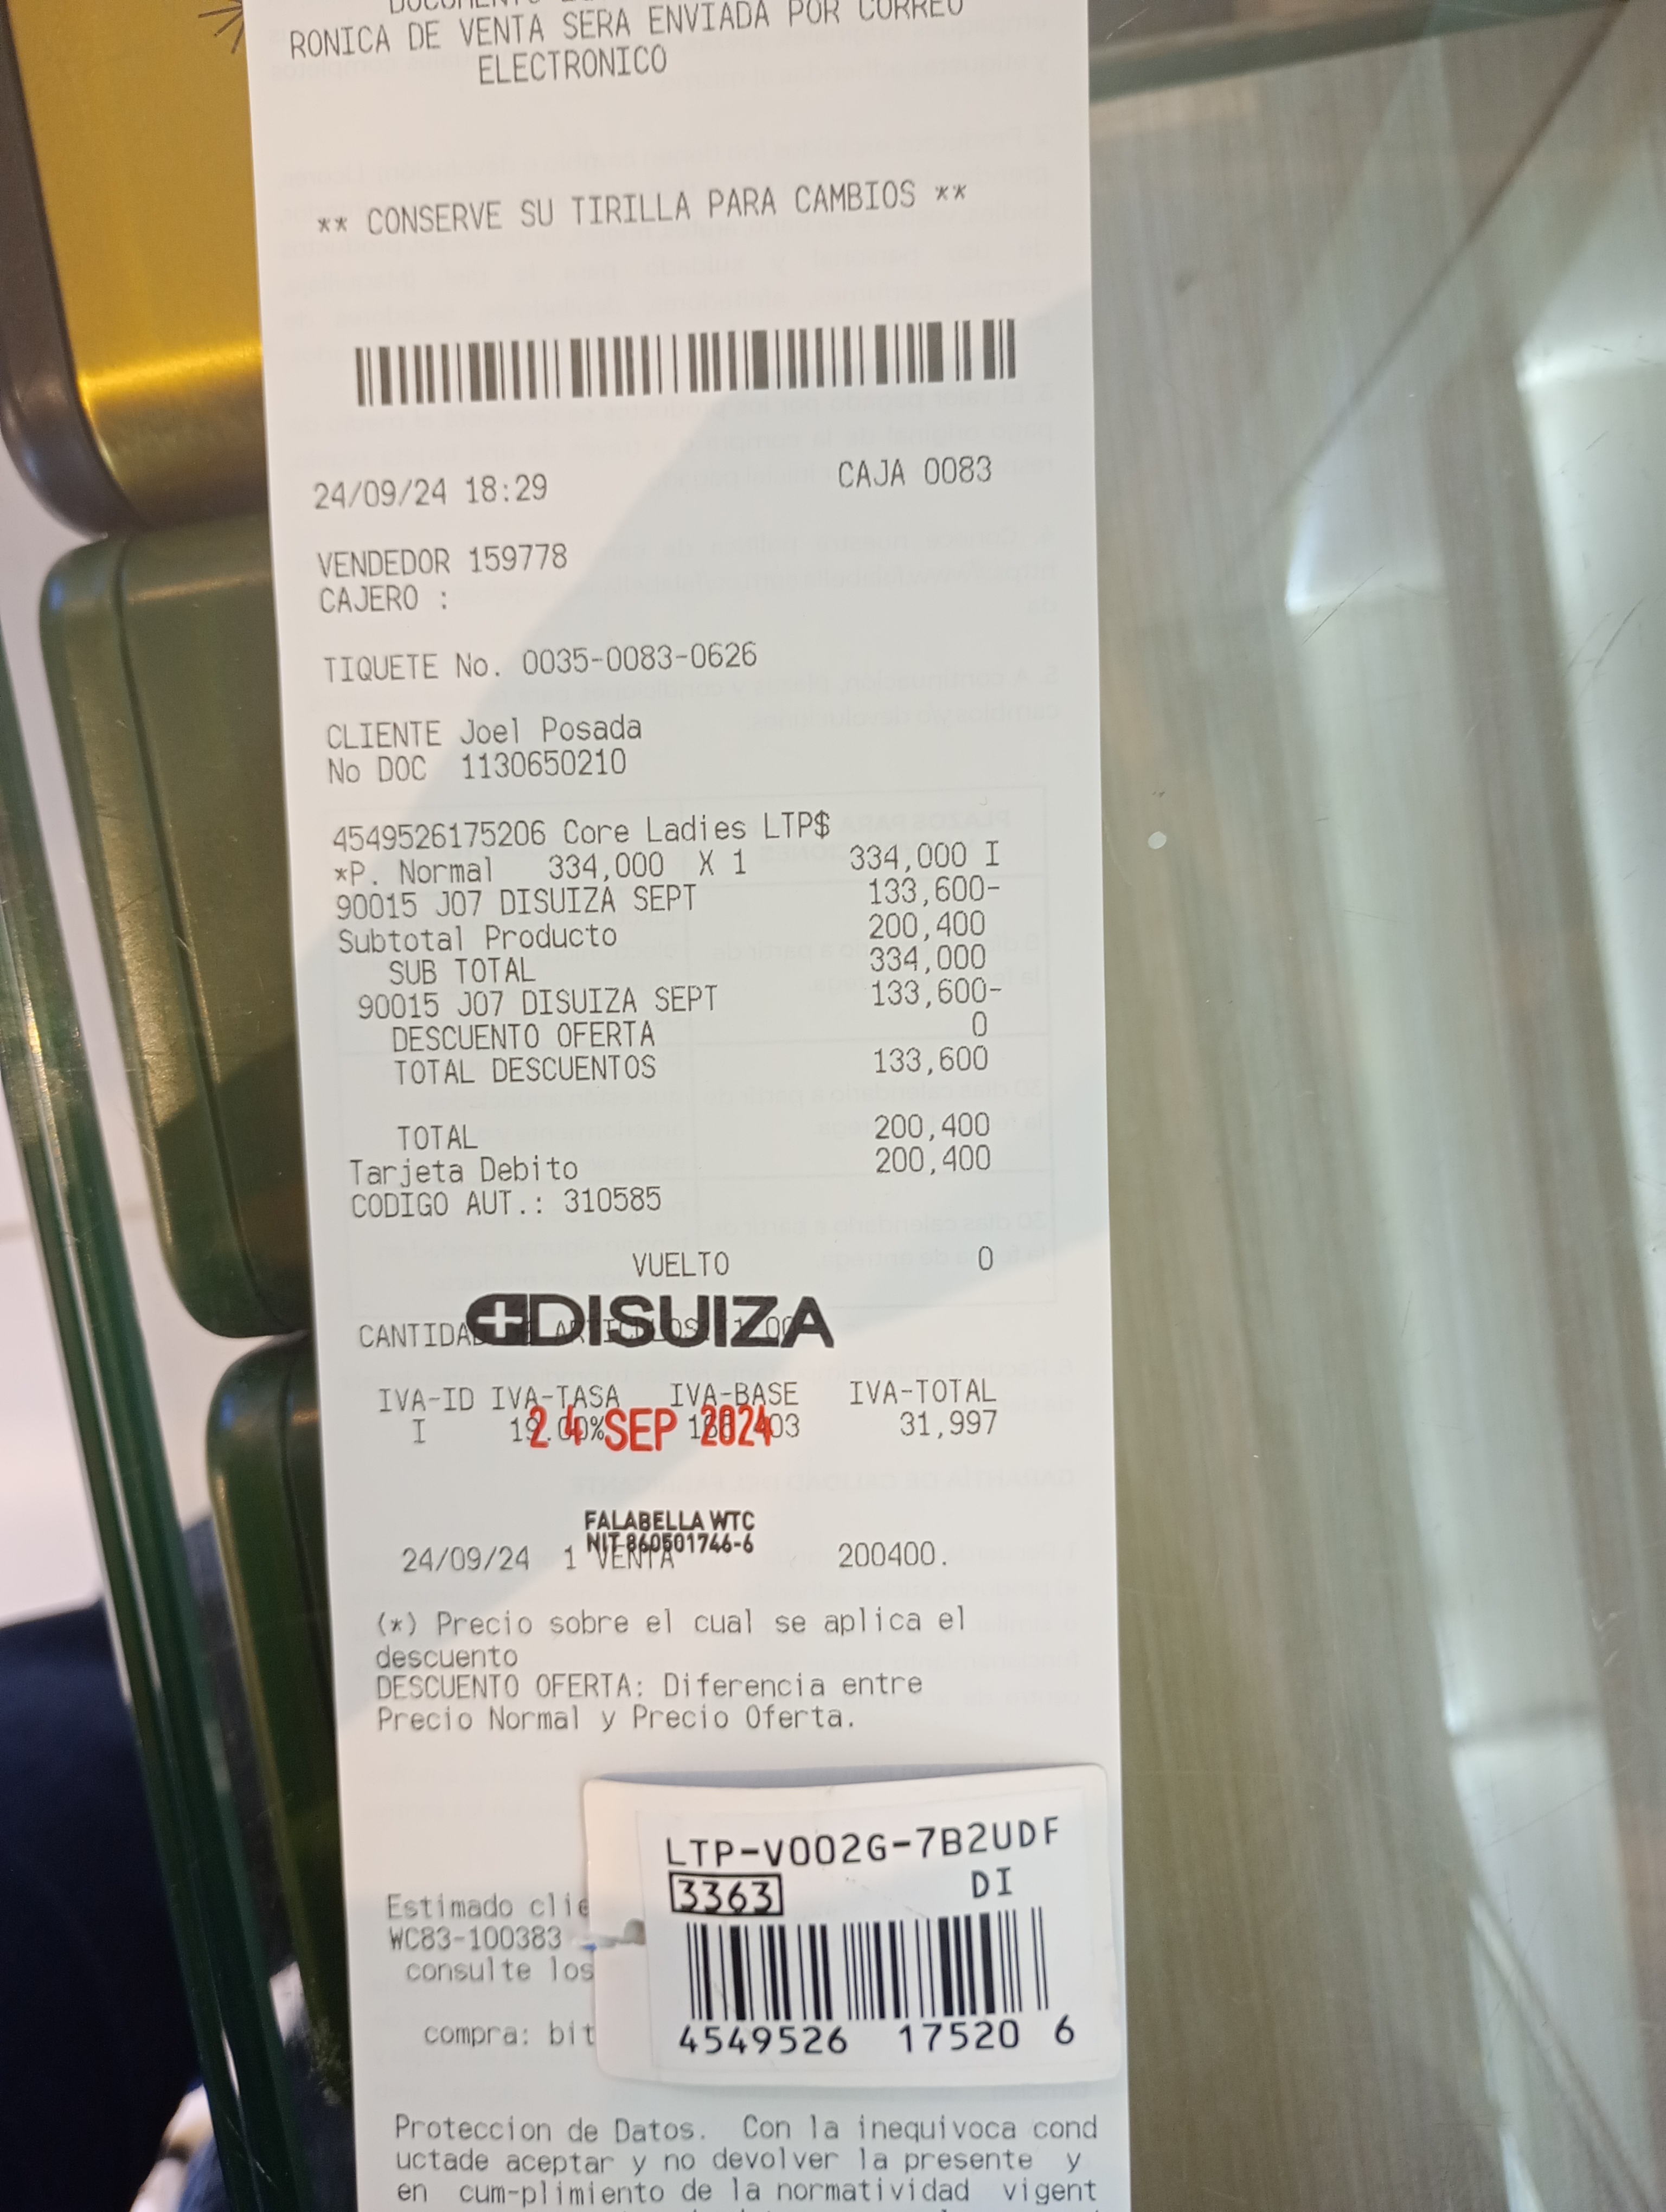 RONICA DE VENTA SERA ENVIADA POR CORREO
ELECTRONICO
** CONSERVE SU TIRILLA PARA CAMBIOS **
24/09/24 18:29 CAJA 0083
VENDEDOR 159778
CAJERO :
TIQUETE No. 0035-0083-0626
CLIENTE Joel Posada
No DOC 1130650210
4549526175206 Core Ladies LTP$
*P. Normal 334,000 X 1 334,000 I
90015 J07 DISUIZA SEPT 133,600-
Subtotal Producto 200,400
SUB TOTAL 334,000
90015 J07 DISUIZA SEPT 133,600-
DESCUENTO OFERTA 0
TOTAL DESCUENTOS 133,600
TOTAL 200,400
Tarjeta Debito 200,400
CODIGO AUT.: 310585
VUELTO 0
DISUIZA
IVA-ID IVA-TASA IVA-BASE IVA-TOTAL
I 19.00% 31,997
24 SEP 2024
FALABELLA WTC
NIT 860501746-6
24/09/24 1 VENTA 200400.
(*) Precio sobre el cual se aplica el
descuento
DESCUENTO OFERTA: Diferencia entre
Precio Normal y Precio Oferta.
LTP-V002G-7B2UDF
3363 DI
4549526 17520 6
Estimado clie
WC83-100383
consulte los
compra: bit
Proteccion de Datos. Con la inequivoca cond
uctade aceptar y no devolver la presente y
en cum-plimiento de la normatividad vigent